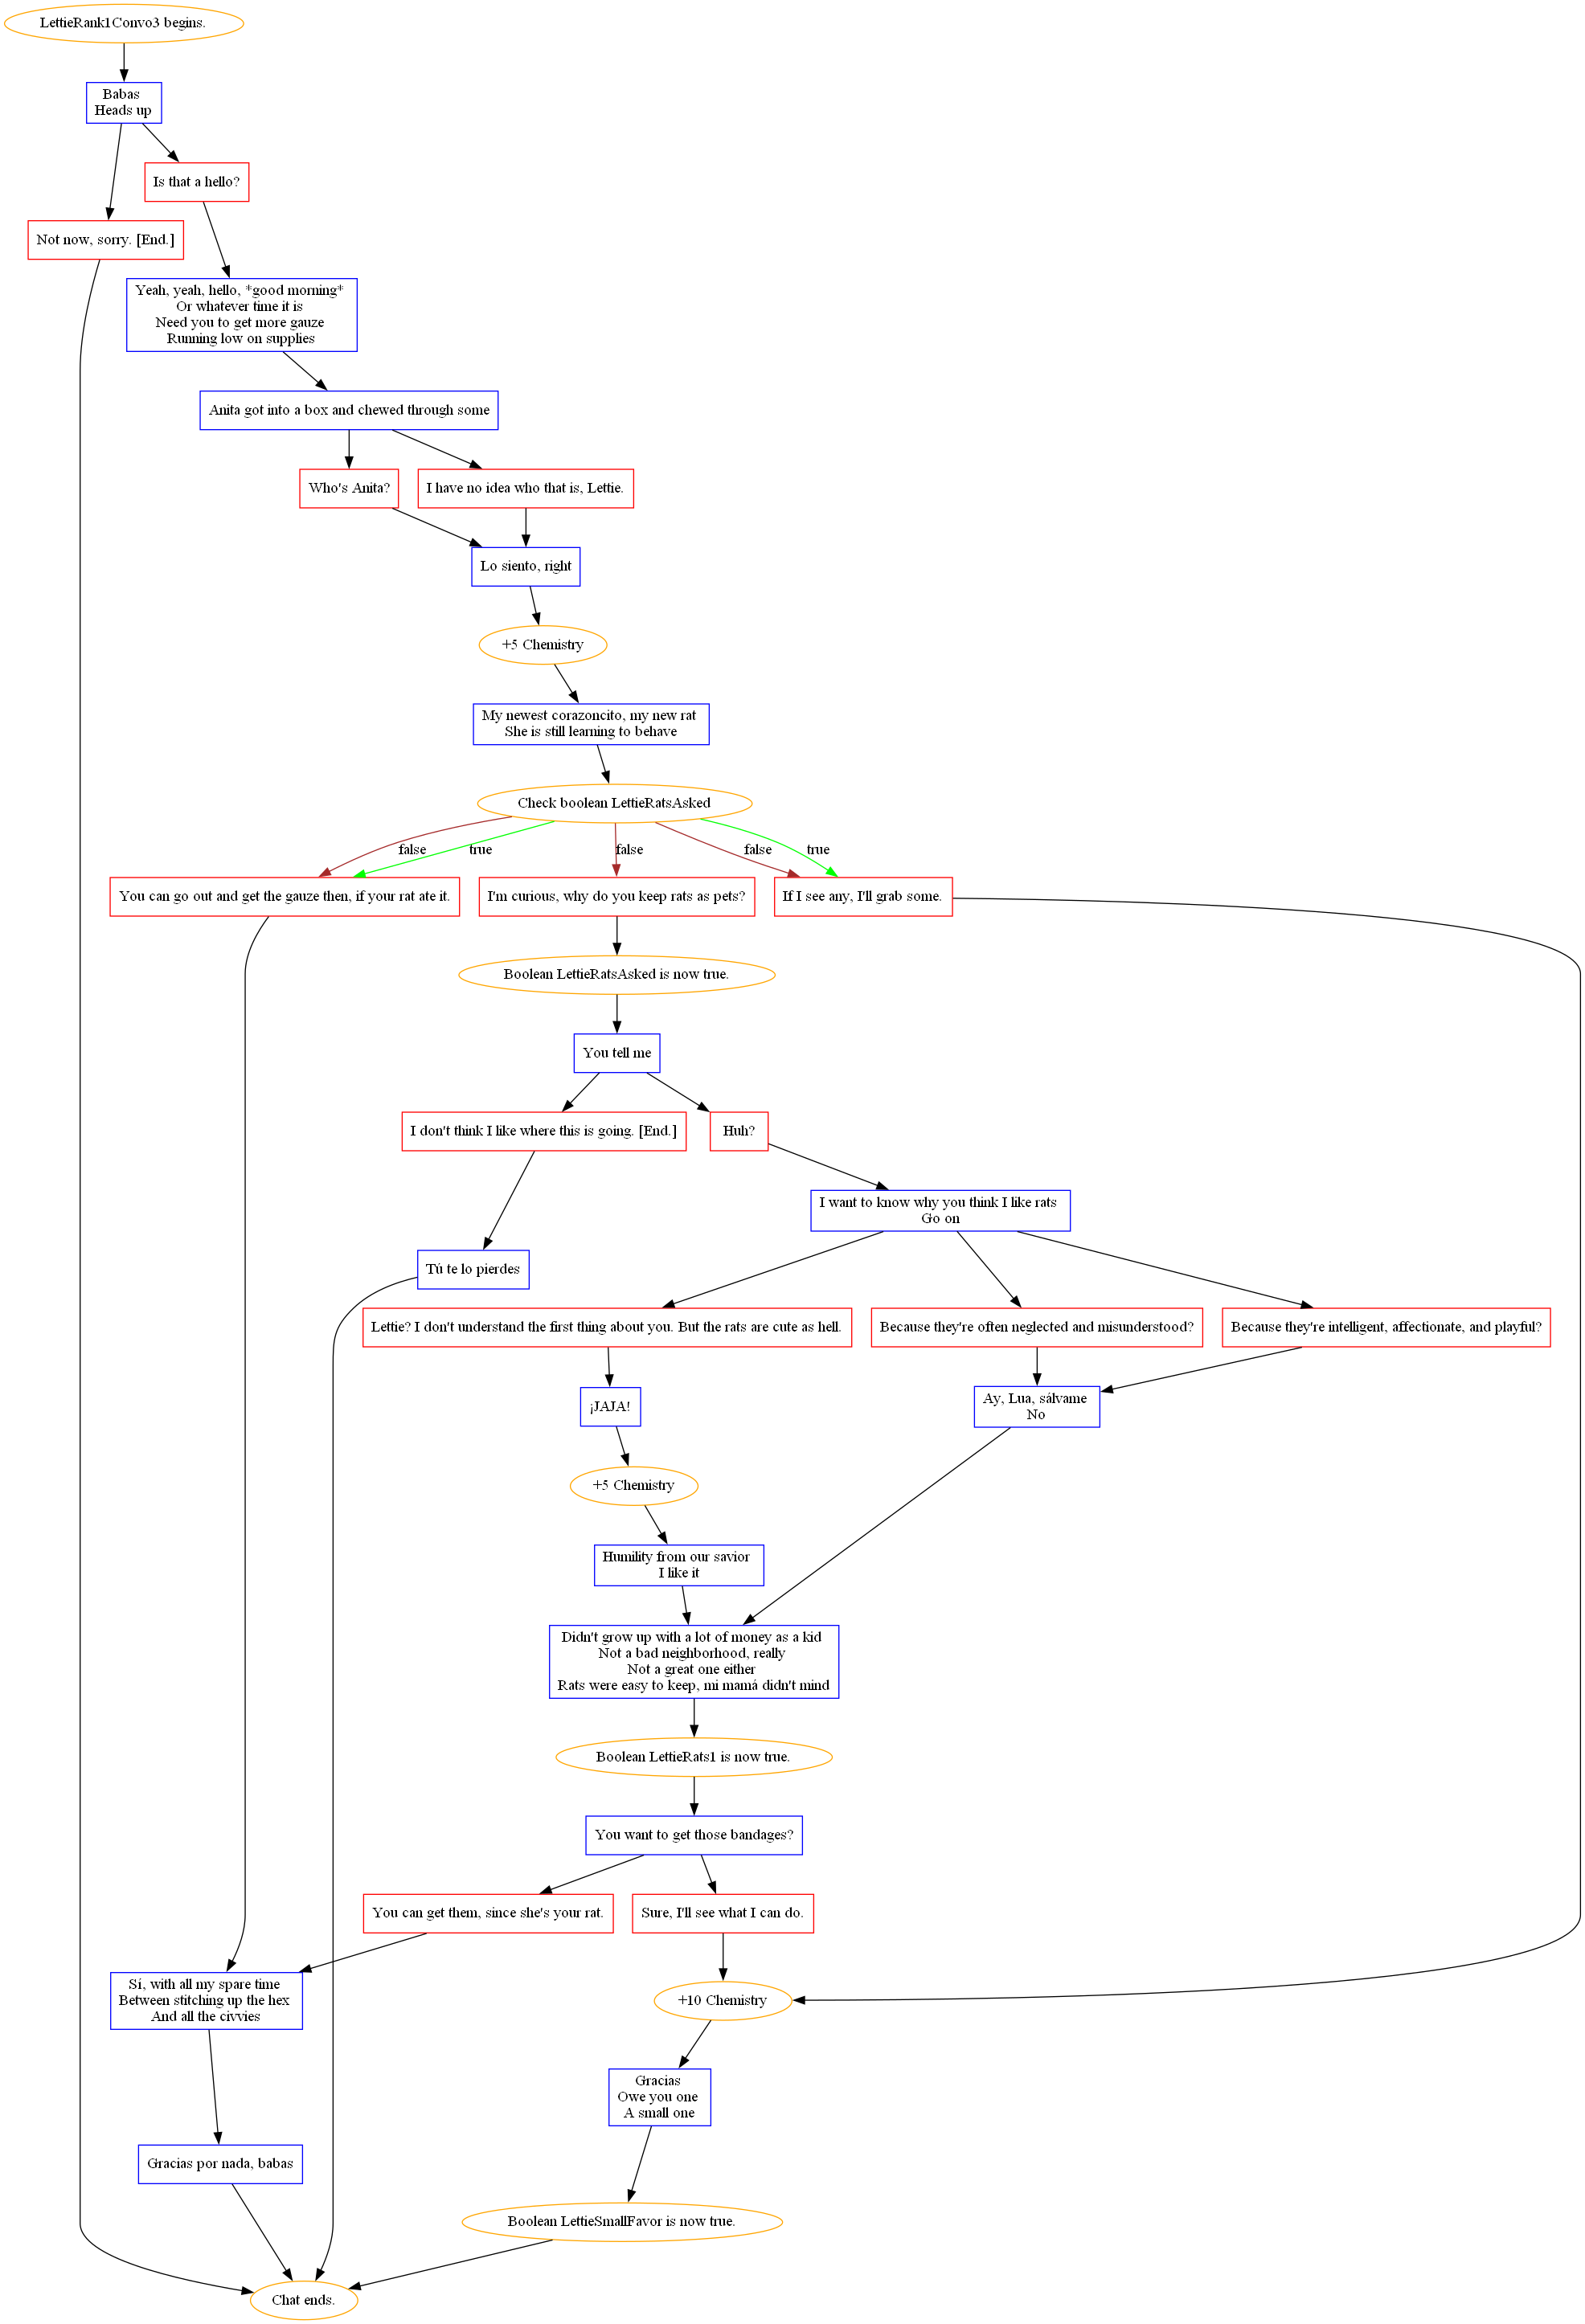 LettieRank1Convo3 begins.
Babas
Heads up
Is that a hello?
Not now, sorry. [End.]
Yeah, yeah, hello, *good morning*
Or whatever time it is
Need you to get more gauze
Running low on supplies
Anita got into a box and chewed through some
Who's Anita?
I have no idea who that is, Lettie.
Lo siento, right
+5 Chemistry
My newest corazoncito, my new rat
She is still learning to behave
Check boolean LettieRatsAsked
false
true
false
false
true
You can go out and get the gauze then, if your rat ate it.
I'm curious, why do you keep rats as pets?
If I see any, I'll grab some.
Boolean LettieRatsAsked is now true.
You tell me
I don't think I like where this is going. [End.]
Huh?
I want to know why you think I like rats
Go on
Tú te lo pierdes
Lettie? I don't understand the first thing about you. But the rats are cute as hell.
Because they're often neglected and misunderstood?
Because they're intelligent, affectionate, and playful?
¡JAJA!
Ay, Lua, sálvame
No
+5 Chemistry
Humility from our savior
I like it
Didn't grow up with a lot of money as a kid
Not a bad neighborhood, really
Not a great one either
Rats were easy to keep, mi mamá didn't mind
Boolean LettieRats1 is now true.
You want to get those bandages?
You can get them, since she's your rat.
Sure, I'll see what I can do.
Sí, with all my spare time
Between stitching up the hex
And all the civvies
+10 Chemistry
Gracias
Owe you one
A small one
Gracias por nada, babas
Boolean LettieSmallFavor is now true.
Chat ends.